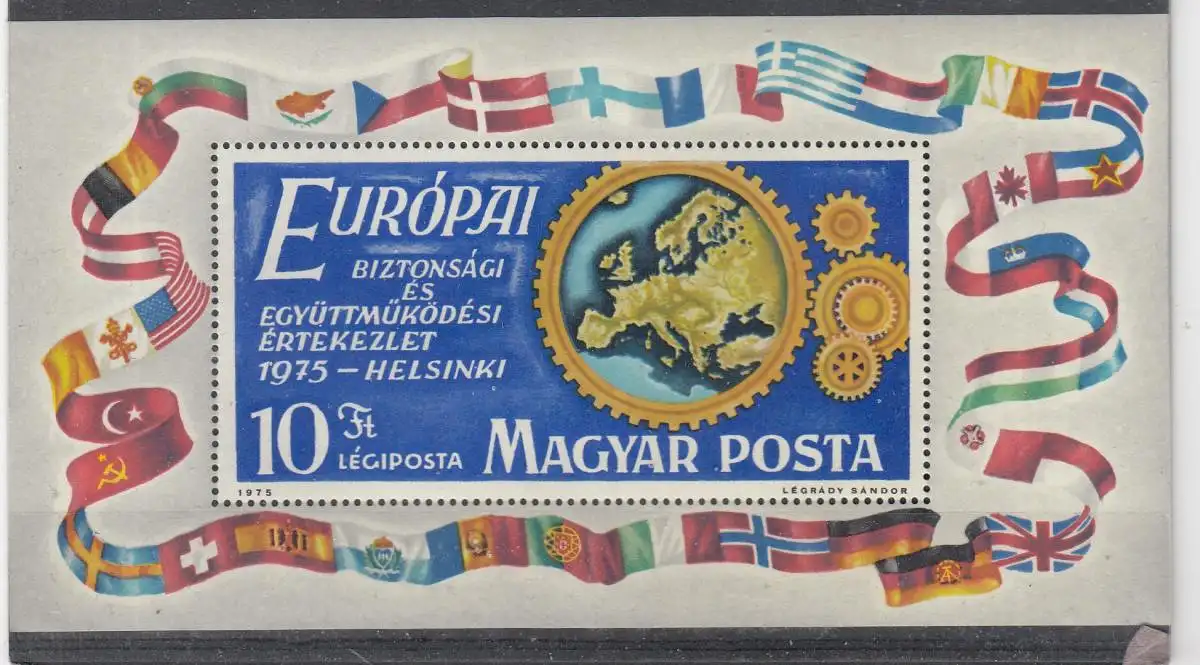 EURÓPAI
BIZTONSÁGI
ÉS
EGYÜTTMŰKÖDÉSI
ÉRTEKEZLET
1975 – HELSINKI
10 Ft
LÉGIPOSTA
MAGYAR POSTA
1975
LÉGRÁDY SÁNDOR